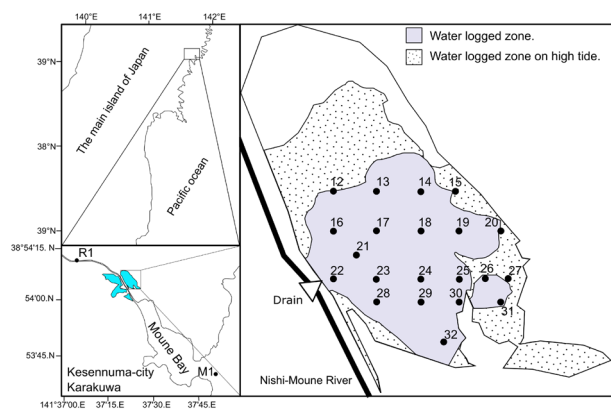 140°E
141°E
142°E
39°N
38°N
39°N
The main island of Japan
Pacific ocean
38°54'15. N
54'00. N
53'45.N
141°37'00.E
37'15.E
37'30.E
37'45.E
R1
M1
Moune Bay
Kesennuma-city
Karakuwa
Water logged zone.
Water logged zone on high tide.
12
13
14
15
16
17
18
19
20
21
22
23
24
25
26
27
28
29
30
31
32
Drain
Nishi-Moune River